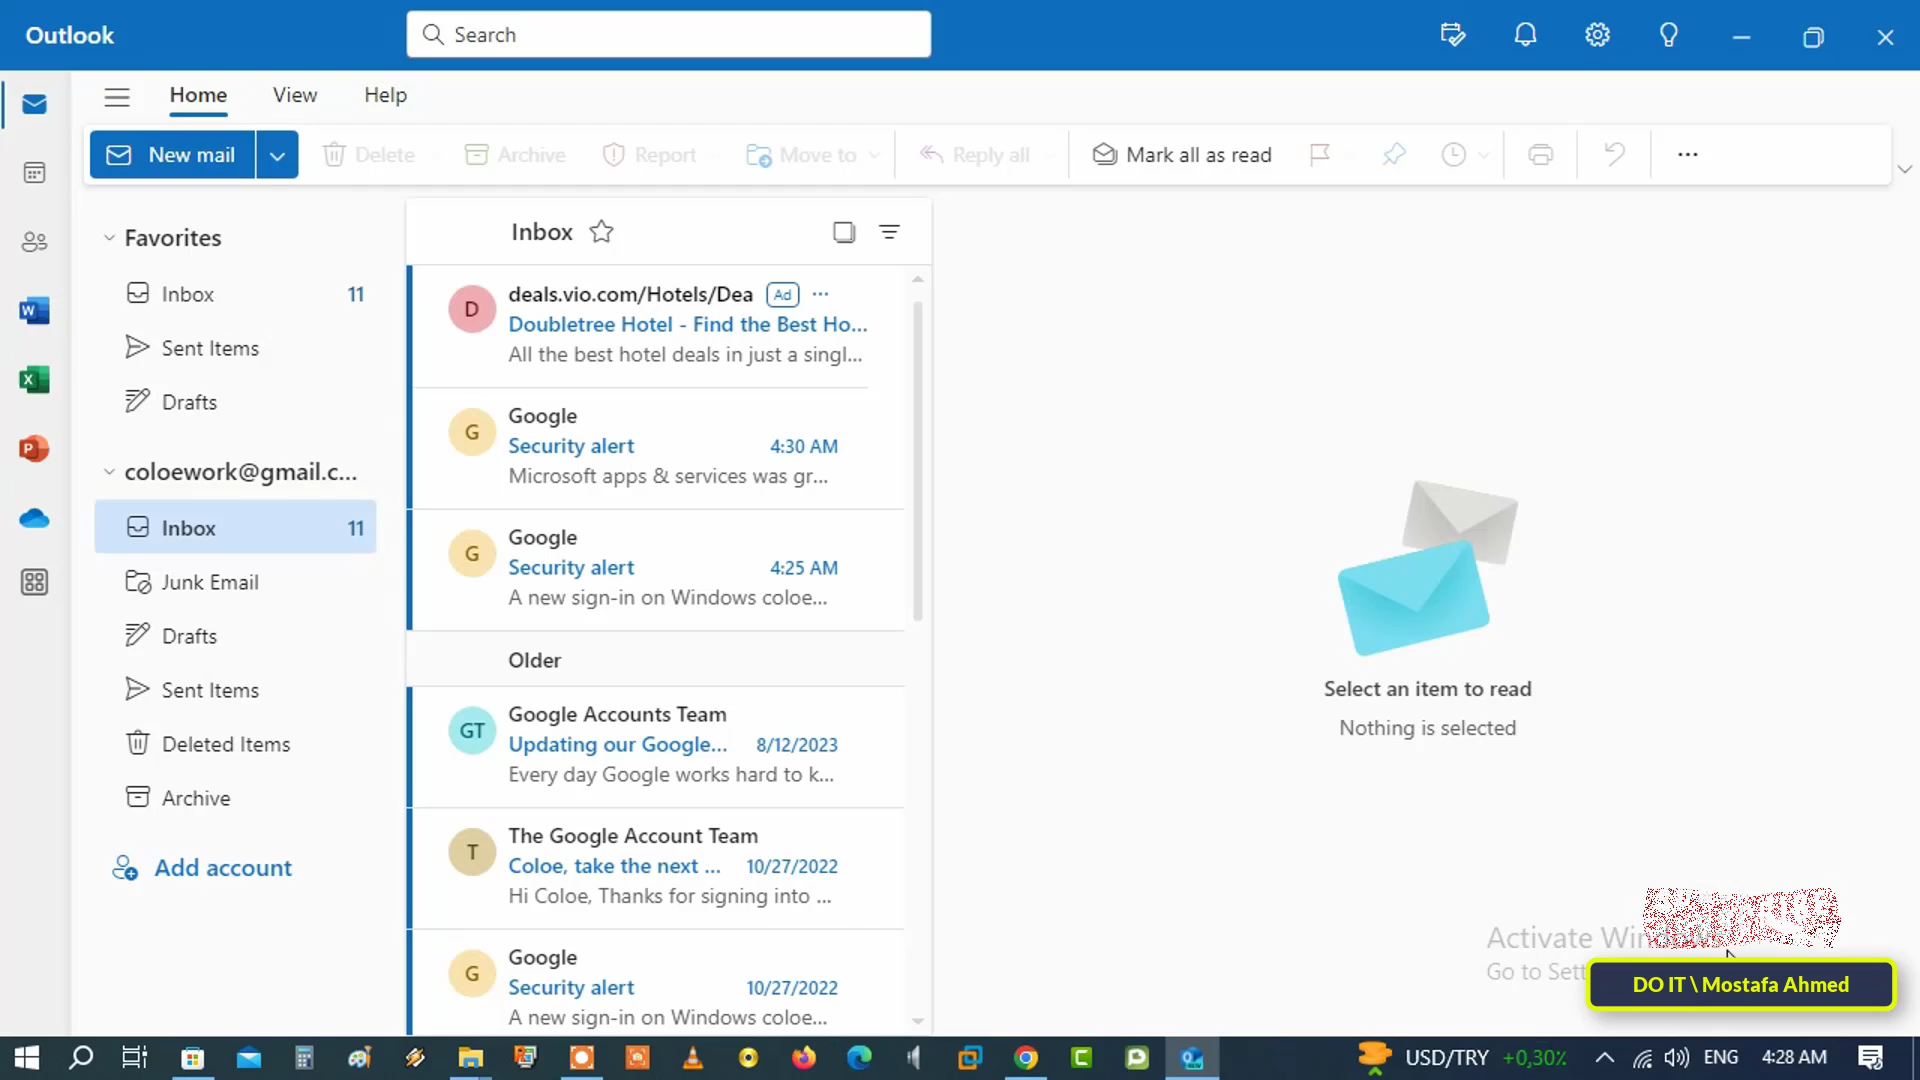 Outlook
Search
Home View Help
New mail Delete Archive Report Move to Reply all Mark all as read
Favorites
Inbox 11
Sent Items
Drafts
coloework@gmail.c...
Inbox 11
Junk Email
Drafts
Sent Items
Deleted Items
Archive
Add account
Inbox
D deals.vio.com/Hotels/Dea Ad
Doubletree Hotel - Find the Best Ho...
All the best hotel deals in just a singl...
G Google
Security alert 4:30 AM
Microsoft apps & services was gr...
G Google
Security alert 4:25 AM
A new sign-in on Windows coloe...
Older
GT Google Accounts Team
Updating our Google... 8/12/2023
Every day Google works hard to k...
T The Google Account Team
Coloe, take the next ... 10/27/2022
Hi Coloe, Thanks for signing into ...
G Google
Security alert 10/27/2022
A new sign-in on Windows coloe...
Select an item to read
Nothing is selected
Activate
Go to
DO IT \ Mostafa Ahmed
USD/TRY +0,30% ENG 4:28 AM